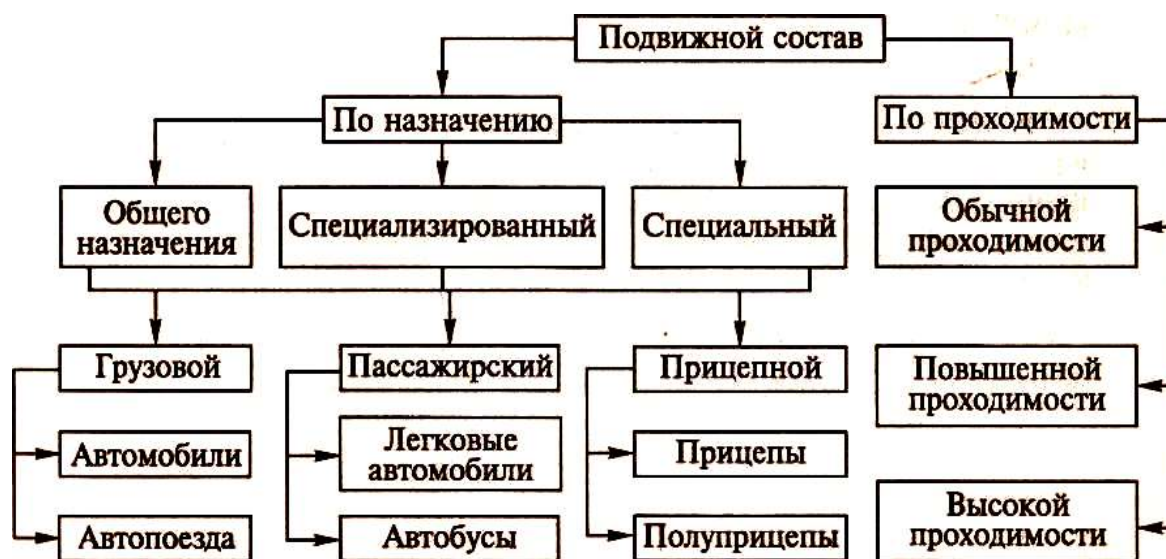 Подвижной состав
По назначению
По проходимости
Общего
назначения
Специализированный
Специальный
Обычной
проходимости
Грузовой
Пассажирский
Прицепной
Повышенной
проходимости
Автомобили
Легковые
автомобили
Прицепы
Автопоезда
Автобусы
Полуприцепы
Высокой
проходимости